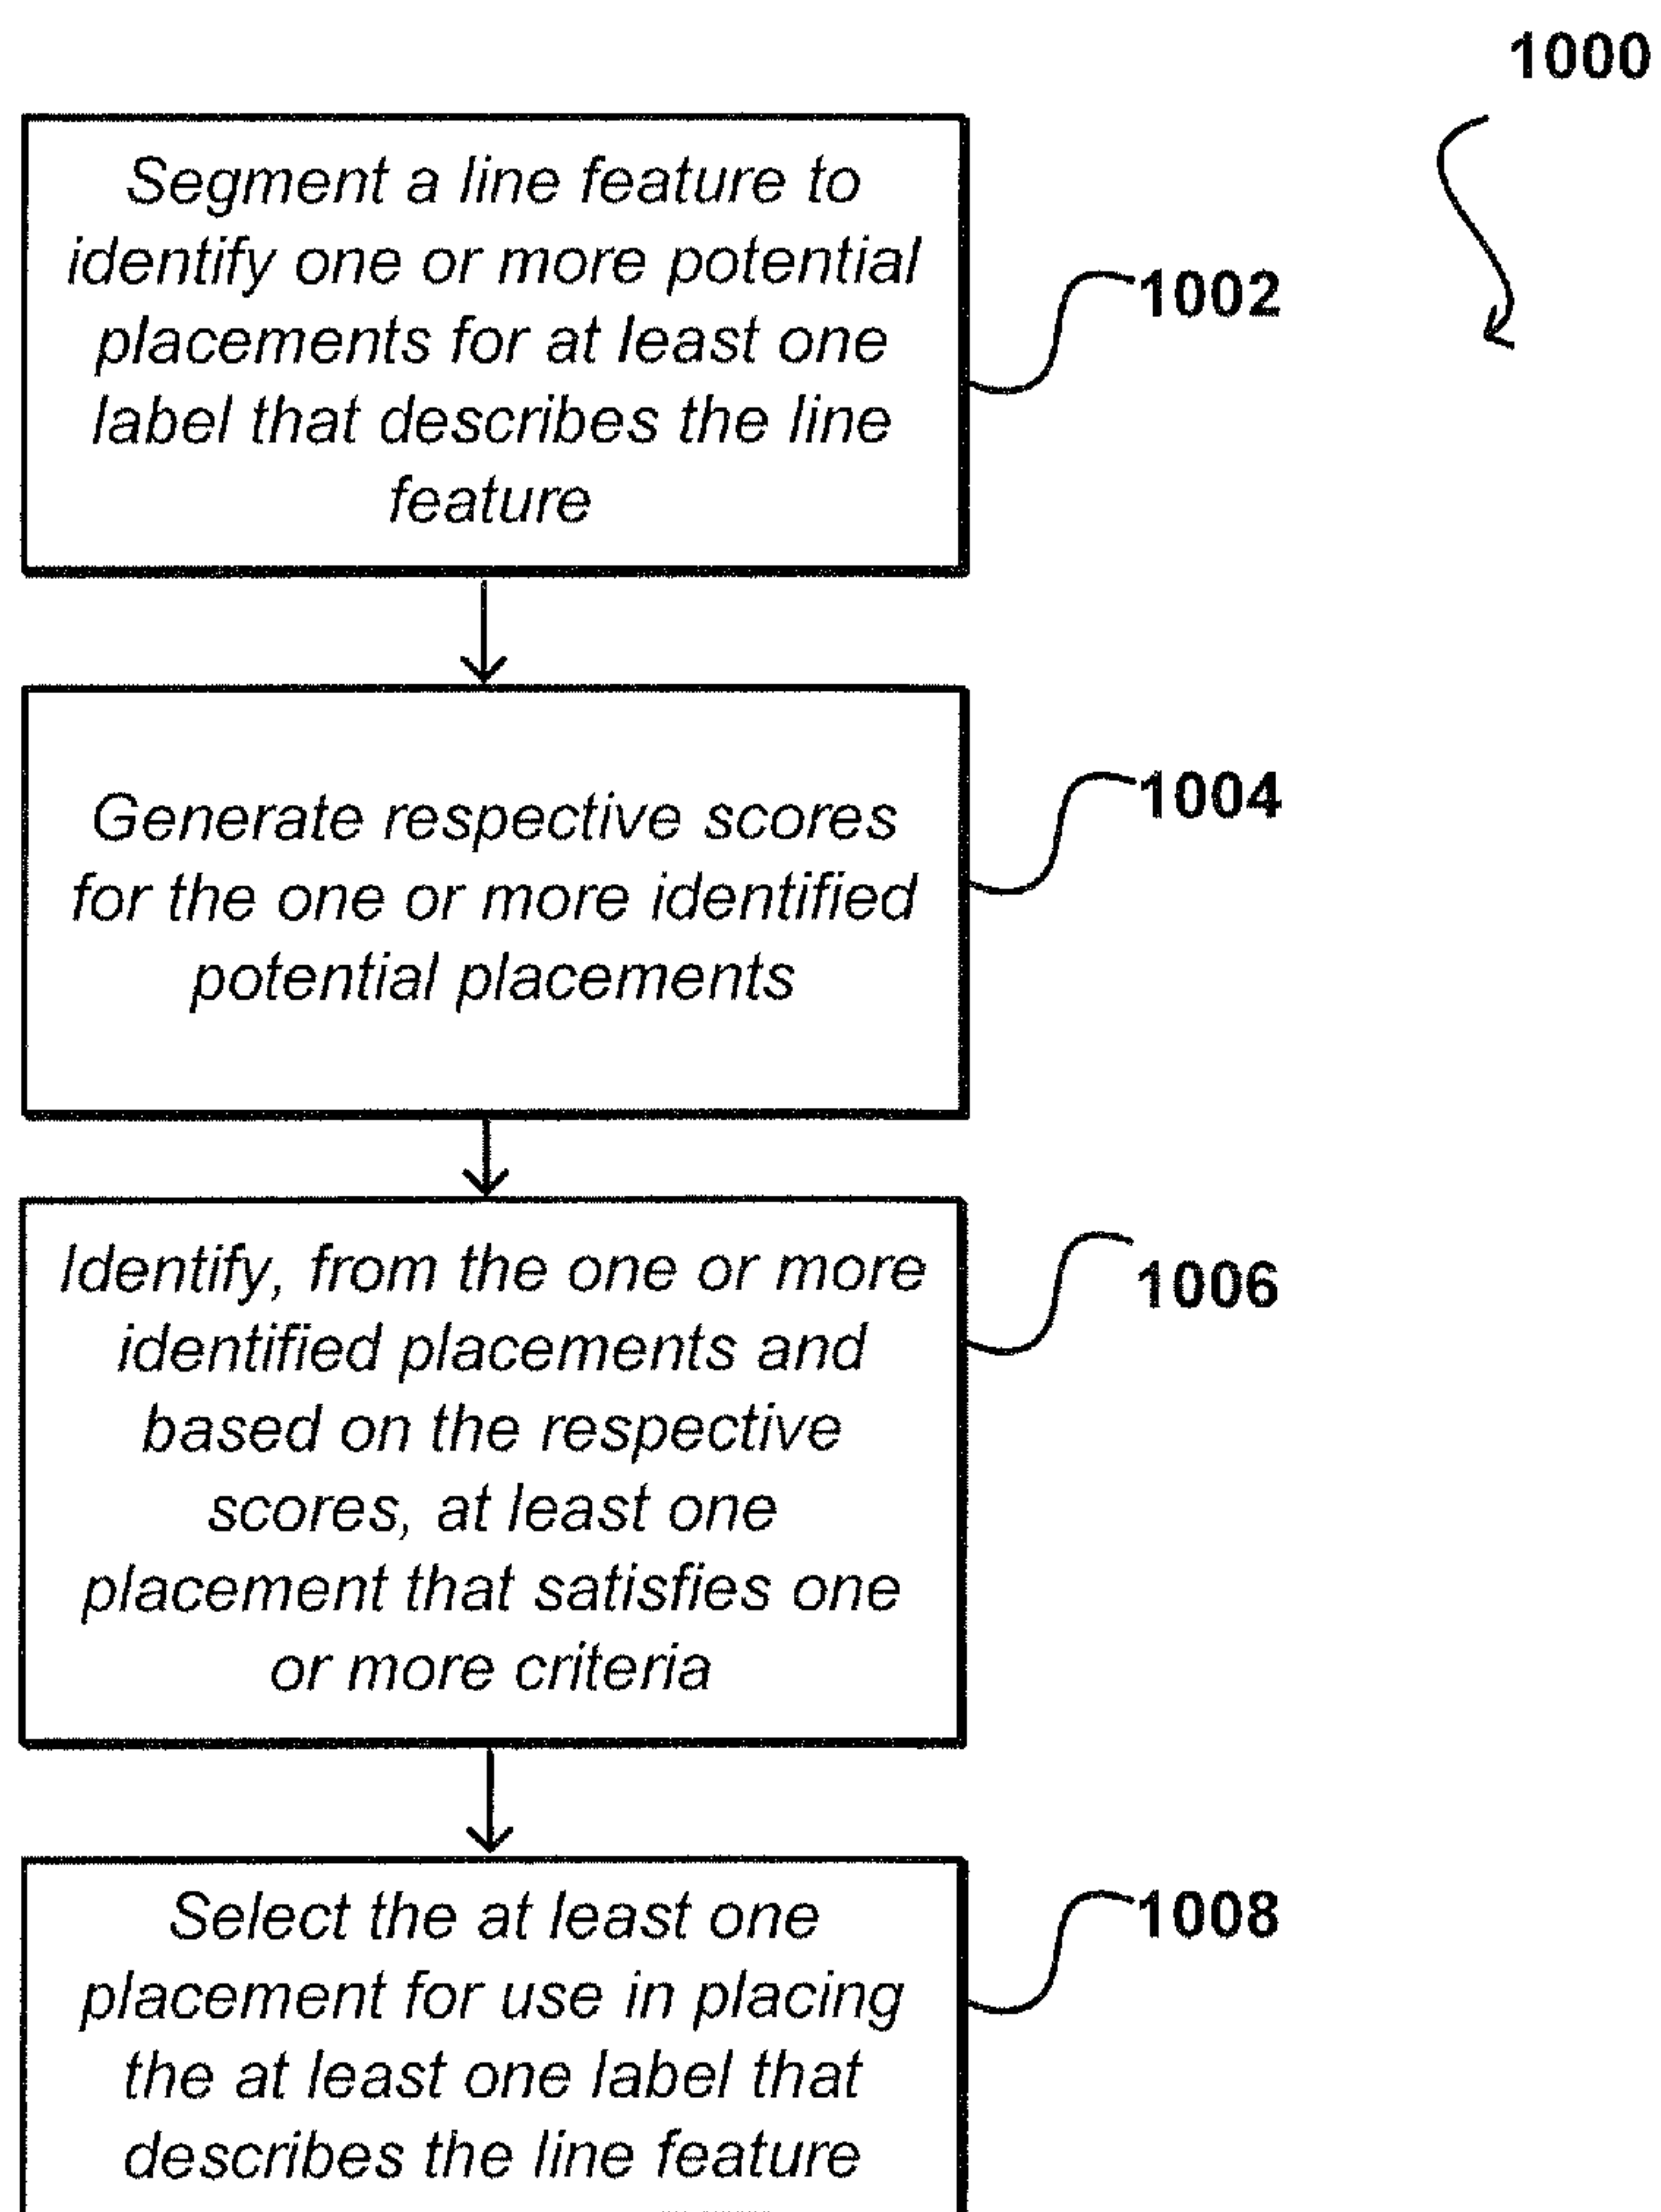 1000
Segment a line feature to
identify one or more potential
placements for at least one
label that describes the line
feature
1002
Generate respective scores
for the one or more identified
potential placements
1004
Identify, from the one or more
identified placements and
based on the respective
scores, at least one
placement that satisfies one
or more criteria
1006
Select the at least one
placement for use in placing
the at least one label that
describes the line feature
1008